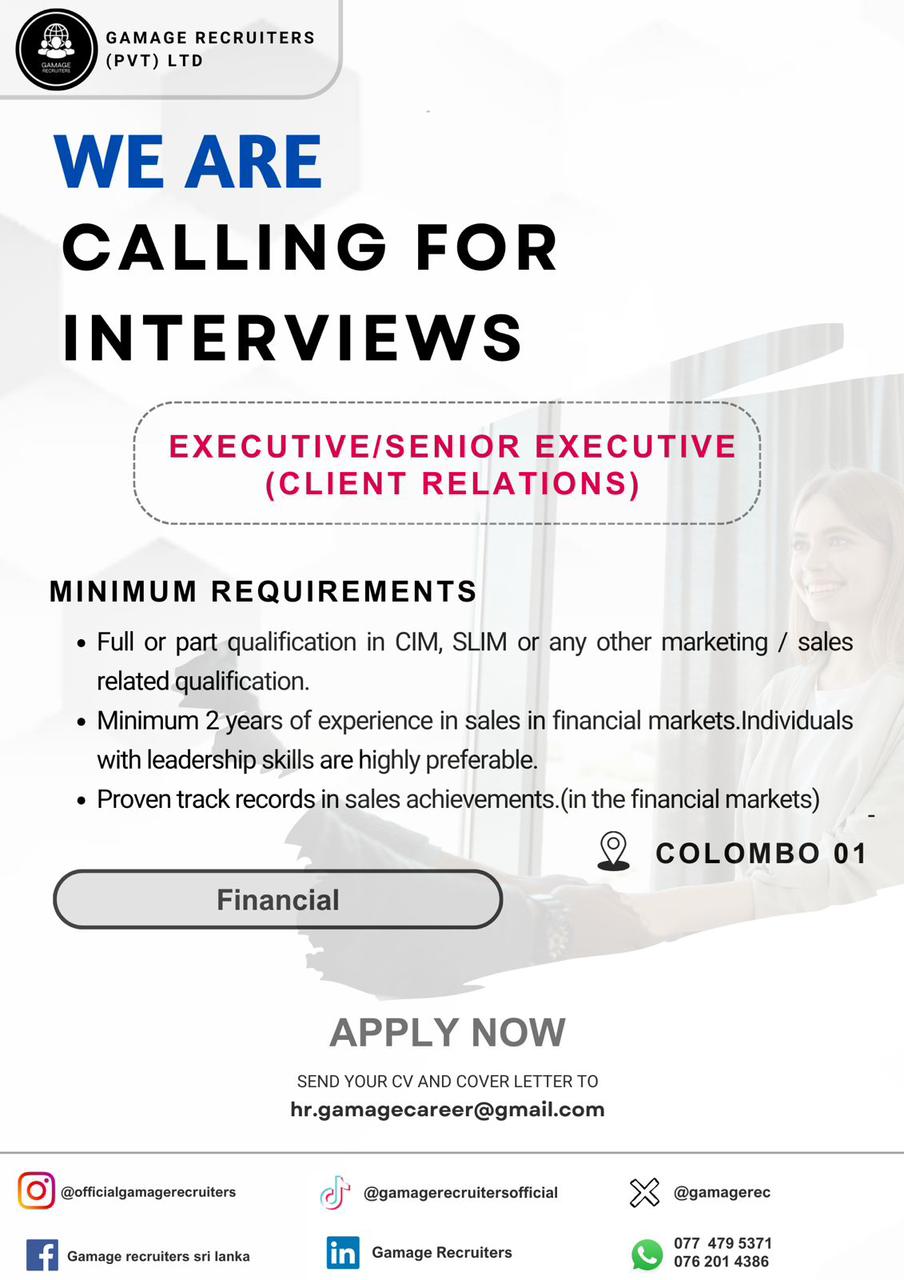 GAMAGE RECRUITERS
(PVT) LTD
GAMAGE
RECRUITERS
WE ARE
CALLING FOR
INTERVIEWS
EXECUTIVE/SENIOR EXECUTIVE
(CLIENT RELATIONS)
MINIMUM REQUIREMENTS
• Full or part qualification in CIM, SLIM or any other marketing / sales
related qualification.
• Minimum 2 years of experience in sales in financial markets.Individuals
with leadership skills are highly preferable.
• Proven track records in sales achievements.(in the financial markets)
-
COLOMBO 01
Financial
APPLY NOW
SEND YOUR CV AND COVER LETTER TO
hr.gamagecareer@gmail.com
@officialgamagerecruiters
@gamagerecruitersofficial
@gamagerec
Gamage recruiters sri lanka
in
Gamage Recruiters
077 479 5371
076 201 4386